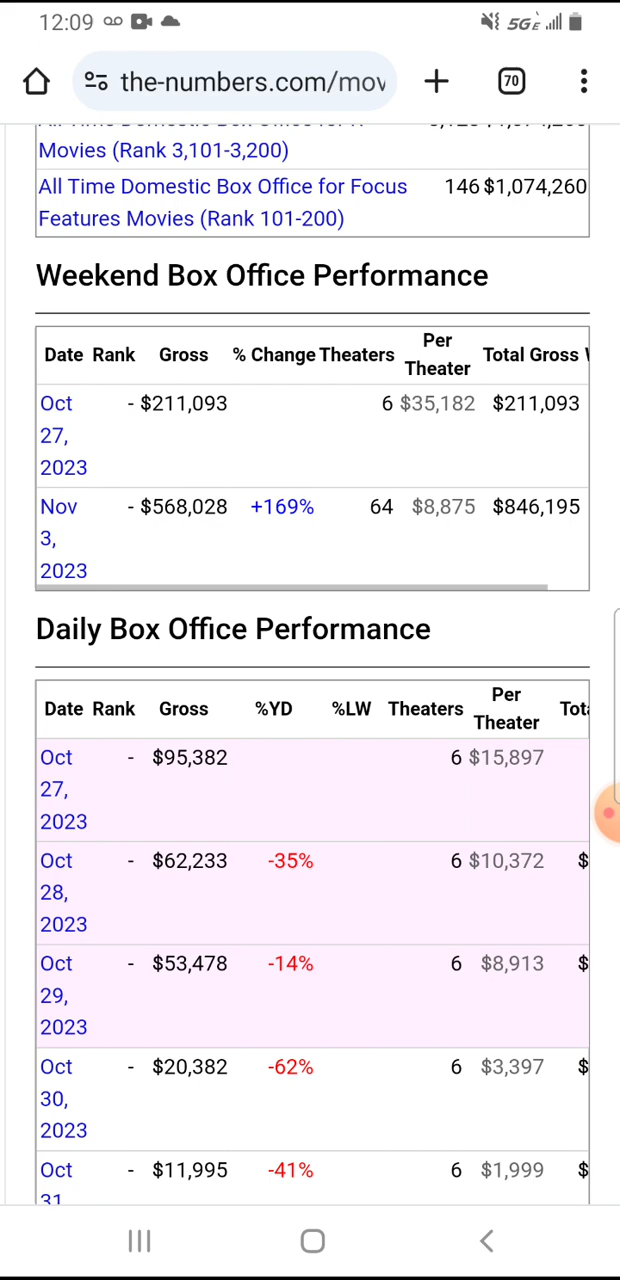 12:09
5GE
the-numbers.com/mov
70
Movies (Rank 3,101-3,200)
All Time Domestic Box Office for Focus 146 $1,074,260
Features Movies (Rank 101-200)
Weekend Box Office Performance
Date Rank Gross % Change Theaters Per Theater Total Gross
Oct 27, 2023 - $211,093 6 $35,182 $211,093
Nov 3, 2023 - $568,028 +169% 64 $8,875 $846,195
Daily Box Office Performance
Date Rank Gross %YD %LW Theaters Per Theater Tota
Oct 27, 2023 - $95,382 6 $15,897
Oct 28, 2023 - $62,233 -35% 6 $10,372 $
Oct 29, 2023 - $53,478 -14% 6 $8,913 $
Oct 30, 2023 - $20,382 -62% 6 $3,397 $
Oct 31 - $11,995 -41% 6 $1,999 $